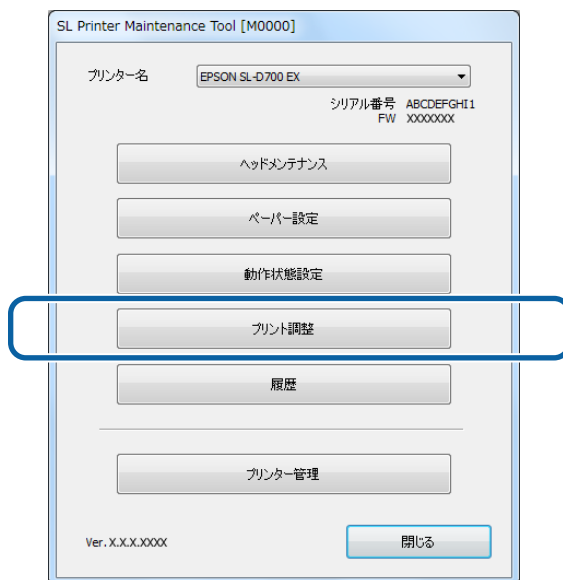 SL Printer Maintenance Tool [M0000]
プリンター名 EPSON SL-D700 EX
シリアル番号 ABCDEFGHI1
FW XXXXXXX
ヘッドメンテナンス
ペーパー設定
動作状態設定
プリント調整
履歴
プリンター管理
Ver.X.X.X.XXXX 閉じる